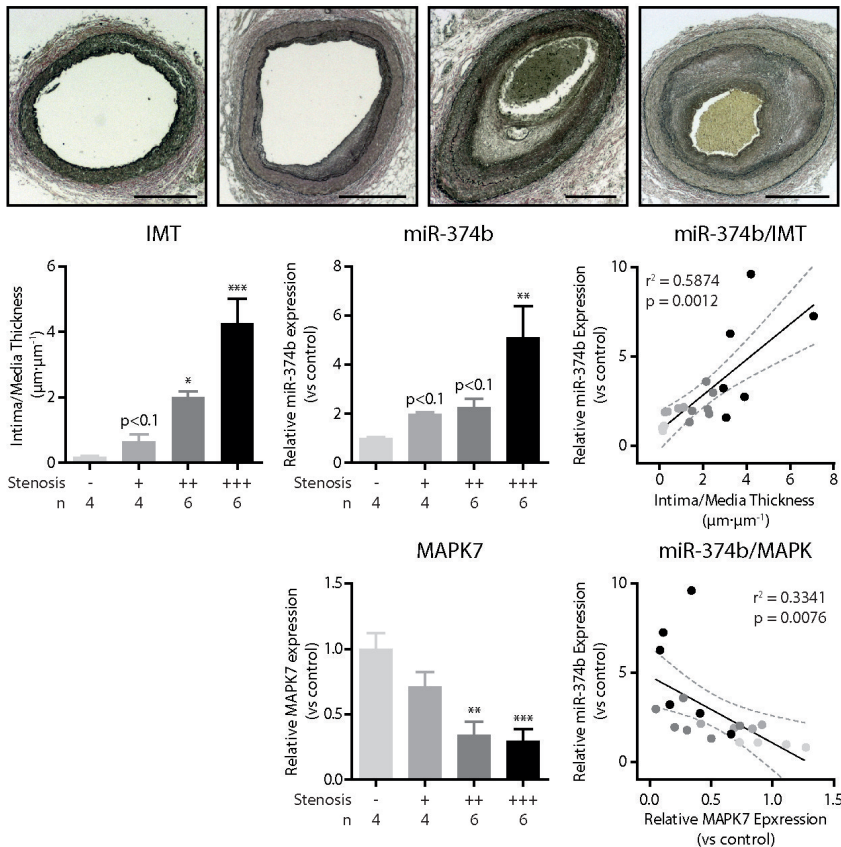 IMT
Intima/Media Thickness
(µm·µm⁻¹)
6
4
2
0
p<0.1
*
***
Stenosis - + ++ +++
n 4 4 6 6
miR-374b
Relative miR-374b expression
(vs control)
8
6
4
2
0
p<0.1
p<0.1
**
Stenosis - + ++ +++
n 4 4 6 6
miR-374b/IMT
Relative miR-374b Expression
(vs control)
10
5
0
r² = 0.5874
p = 0.0012
0 2 4 6 8
Intima/Media Thickness
(µm·µm⁻¹)
MAPK7
Relative MAPK7 expression
(vs control)
1.5
1.0
0.5
0.0
**
***
Stenosis - + ++ +++
n 4 4 6 6
miR-374b/MAPK
Relative miR-374b Expression
(vs control)
10
5
0
r² = 0.3341
p = 0.0076
0.0 0.5 1.0 1.5
Relative MAPK7 Epxression
(vs control)